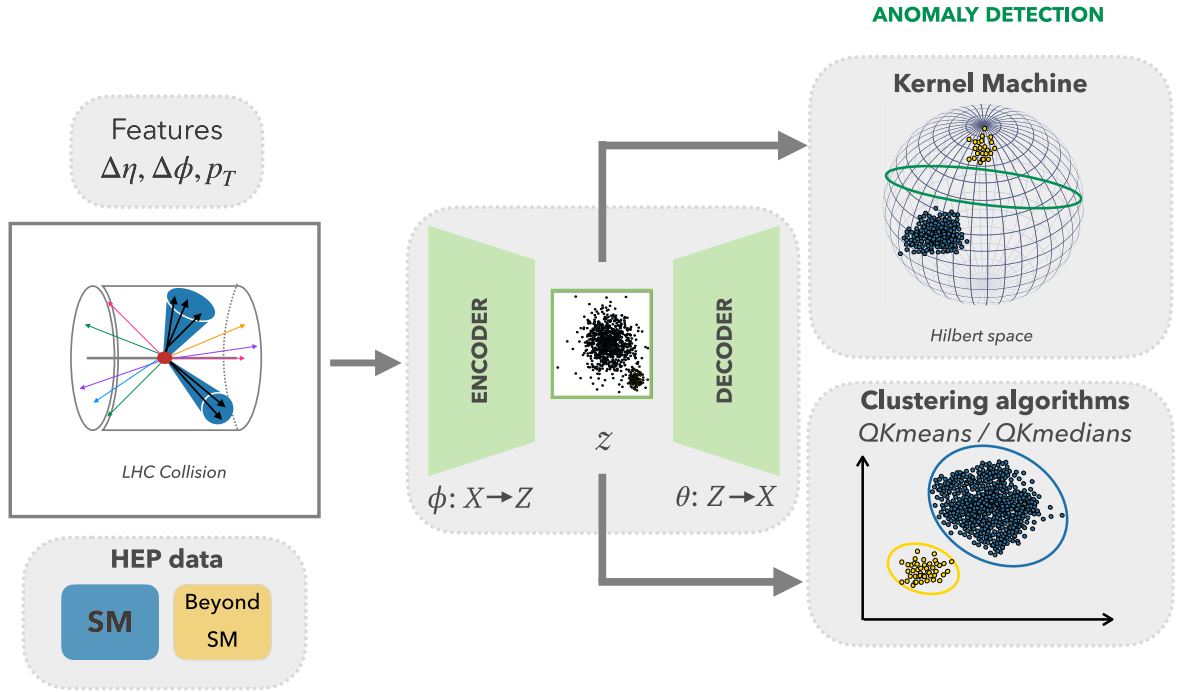 ANOMALY DETECTION
Features
Δη, Δϕ, p_T
LHC Collision
HEP data
SM
Beyond
SM
ENCODER
DECODER
z
ϕ: X→Z
θ: Z→X
Kernel Machine
Hilbert space
Clustering algorithms
QKmeans / QKmedians